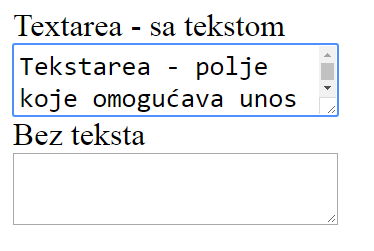 Textarea - sa tekstom
Tekstarea - polje
koje omogućava unos
Bez teksta